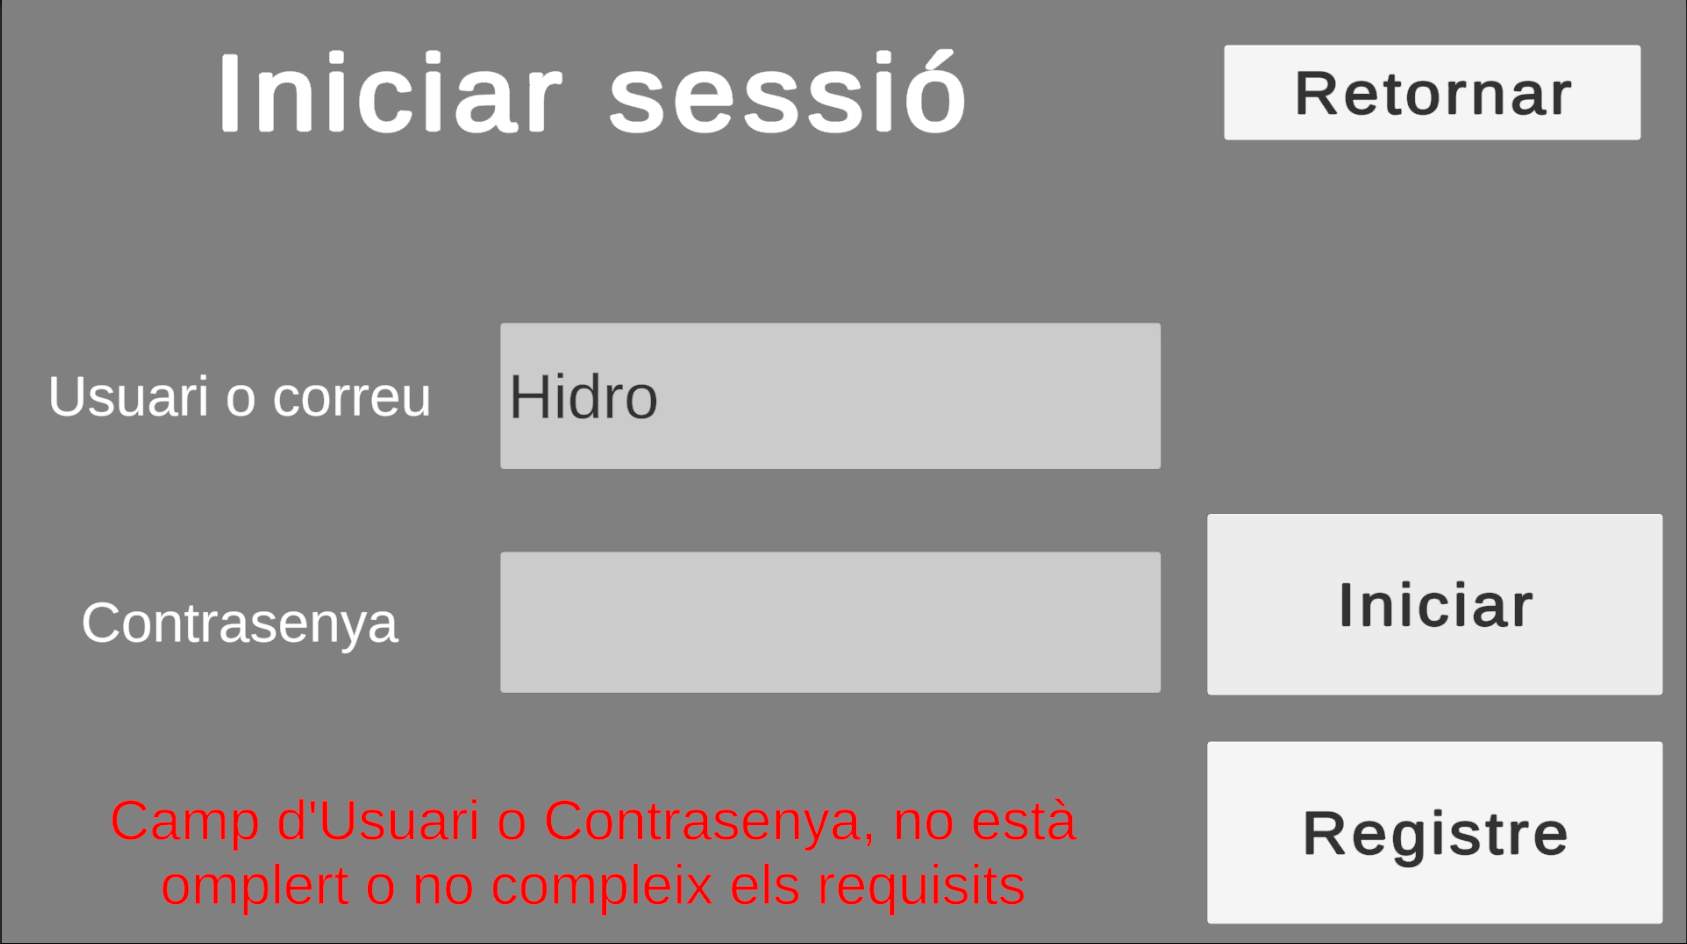 Iniciar sessió
Retornar
Usuari o correu
Hidro
Contrasenya
Iniciar
Registre
Camp d'Usuari o Contrasenya, no està
omplert o no compleix els requisits